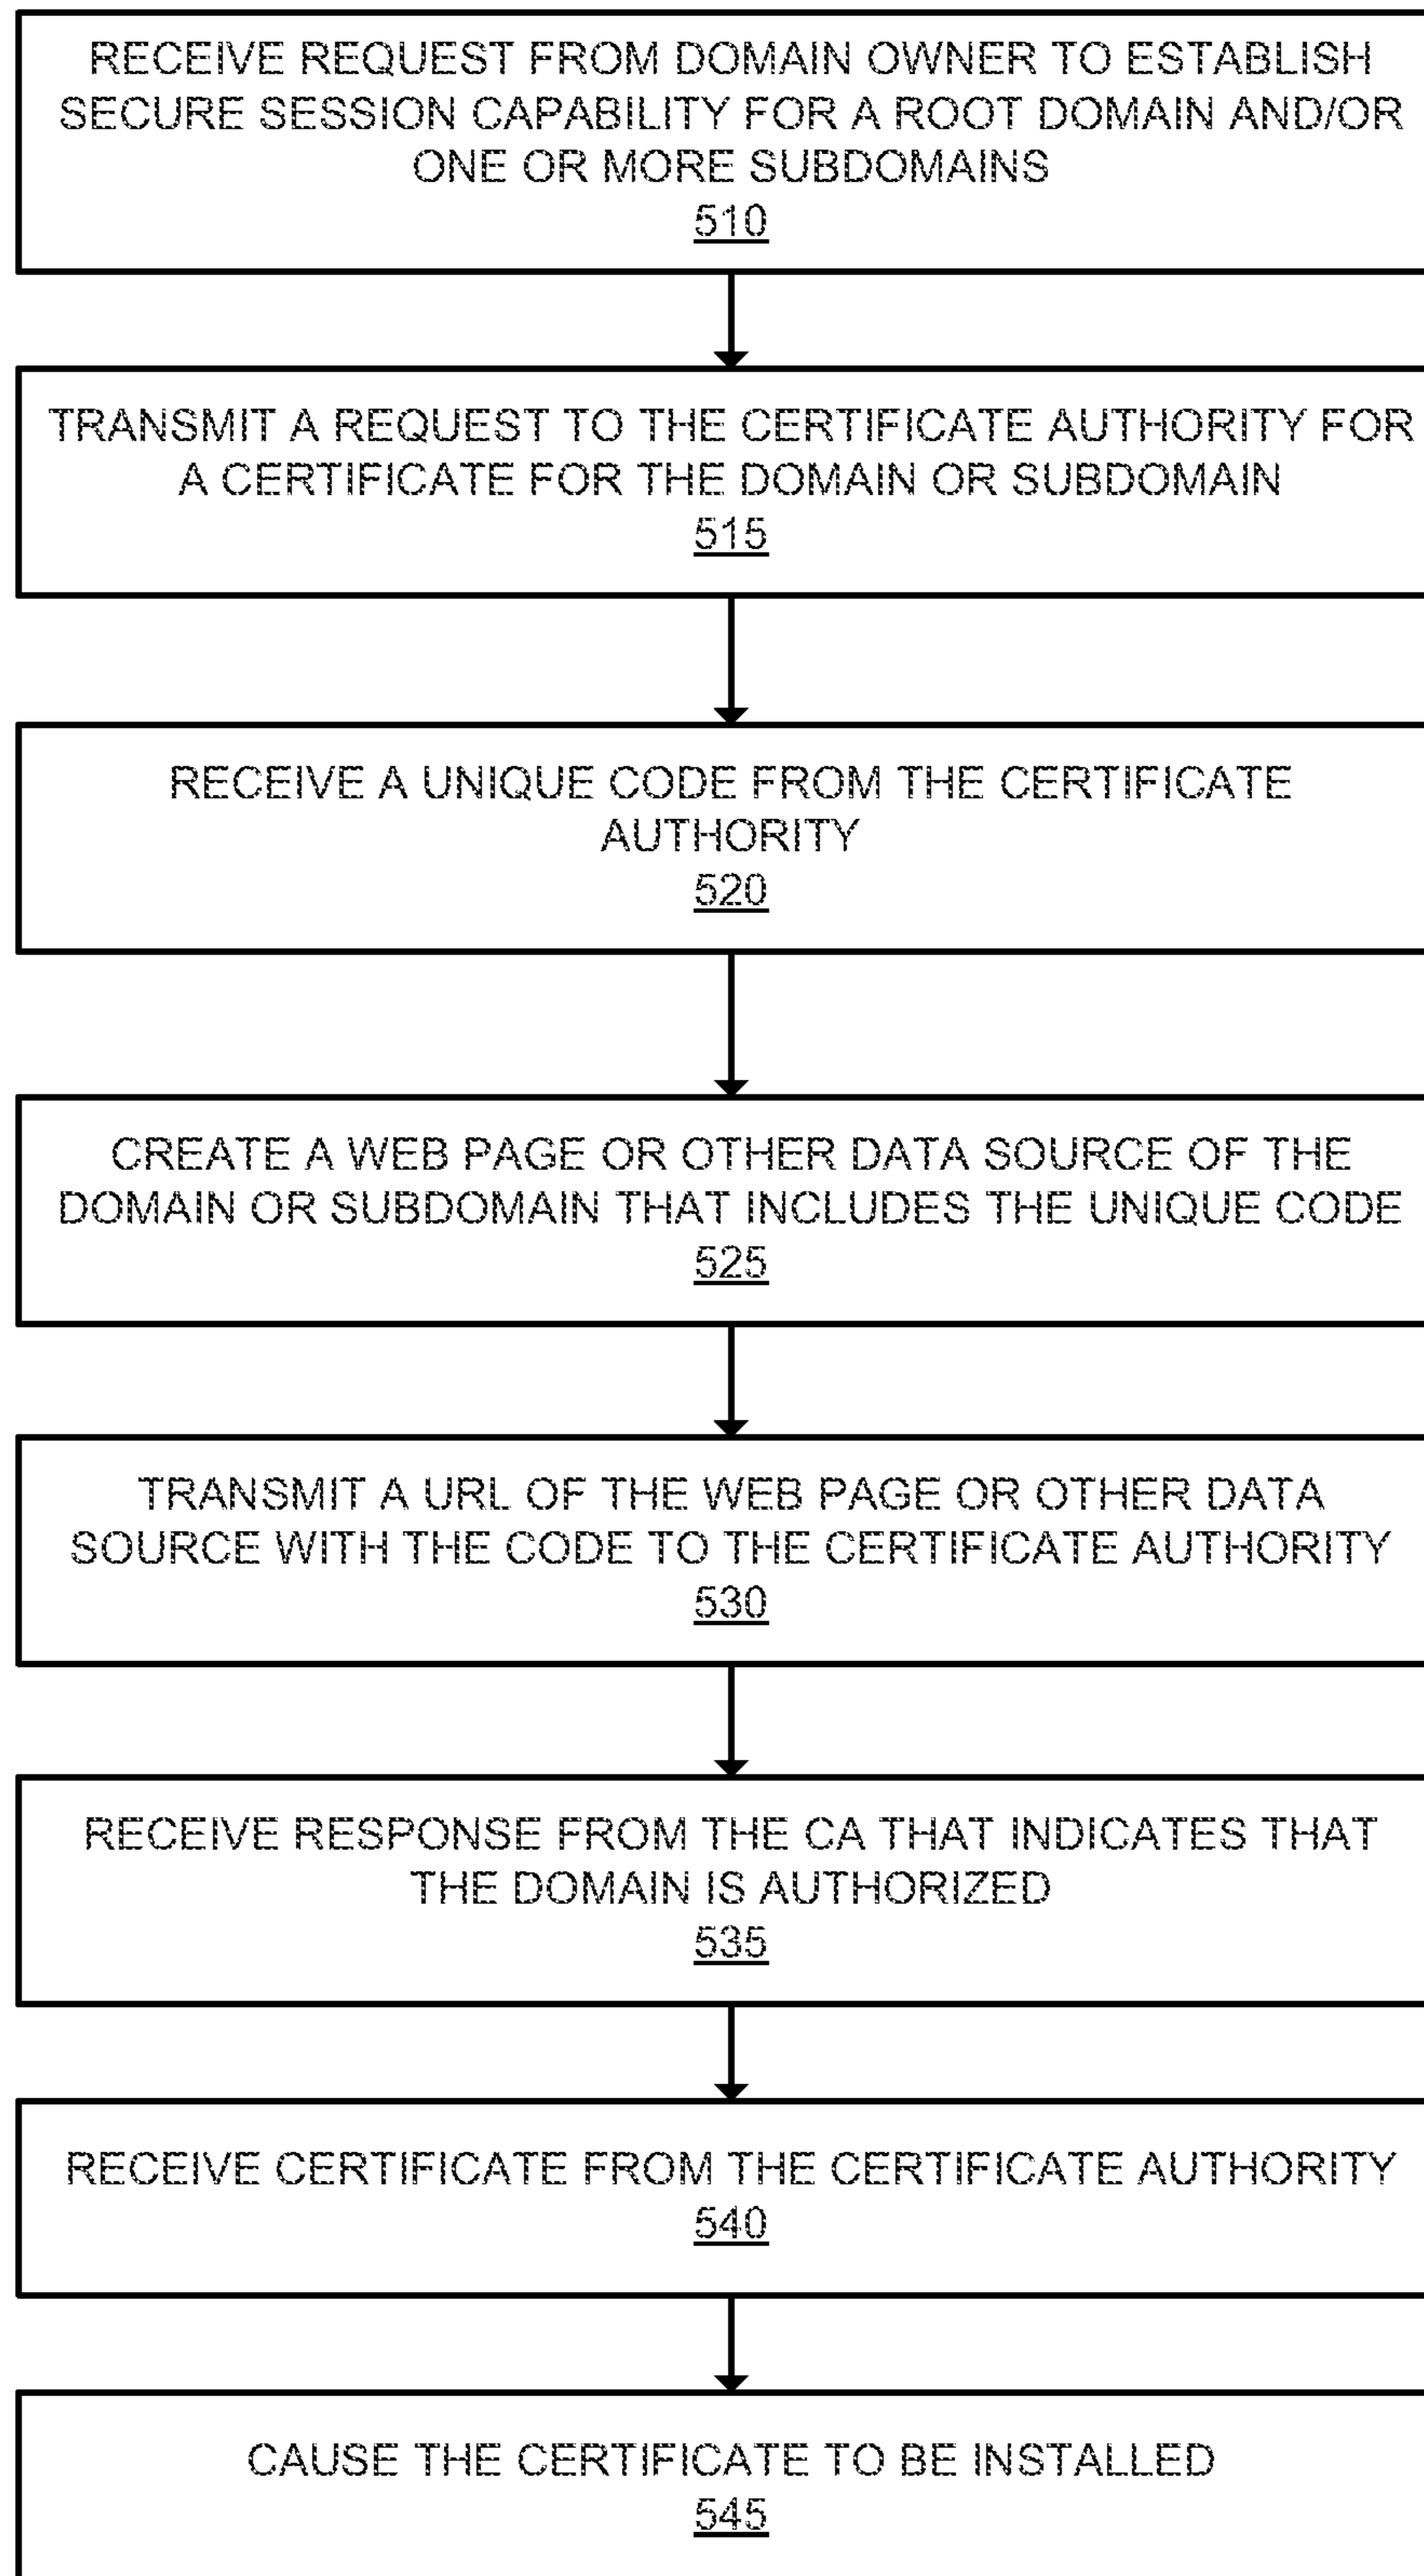 RECEIVE REQUEST FROM DOMAIN OWNER TO ESTABLISH
SECURE SESSION CAPABILITY FOR A ROOT DOMAIN AND/OR
ONE OR MORE SUBDOMAINS
510
TRANSMIT A REQUEST TO THE CERTIFICATE AUTHORITY FOR
A CERTIFICATE FOR THE DOMAIN OR SUBDOMAIN
515
RECEIVE A UNIQUE CODE FROM THE CERTIFICATE
AUTHORITY
520
CREATE A WEB PAGE OR OTHER DATA SOURCE OF THE
DOMAIN OR SUBDOMAIN THAT INCLUDES THE UNIQUE CODE
525
TRANSMIT A URL OF THE WEB PAGE OR OTHER DATA
SOURCE WITH THE CODE TO THE CERTIFICATE AUTHORITY
530
RECEIVE RESPONSE FROM THE CA THAT INDICATES THAT
THE DOMAIN IS AUTHORIZED
535
RECEIVE CERTIFICATE FROM THE CERTIFICATE AUTHORITY
540
CAUSE THE CERTIFICATE TO BE INSTALLED
545